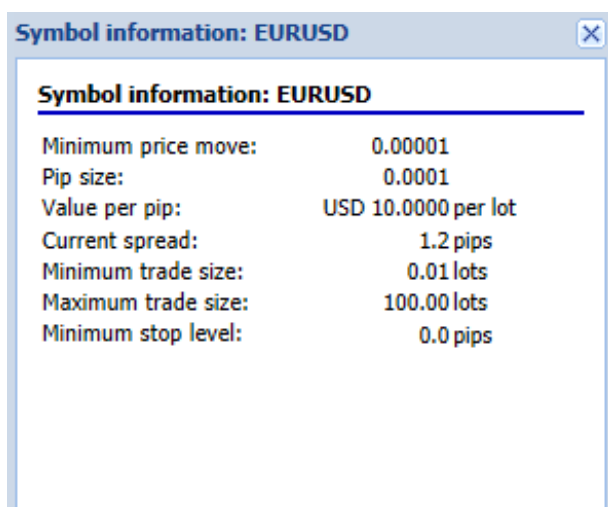 Symbol information: EURUSD
Symbol information: EURUSD
Minimum price move: 0.00001
Pip size: 0.0001
Value per pip: USD 10.0000 per lot
Current spread: 1.2 pips
Minimum trade size: 0.01 lots
Maximum trade size: 100.00 lots
Minimum stop level: 0.0 pips